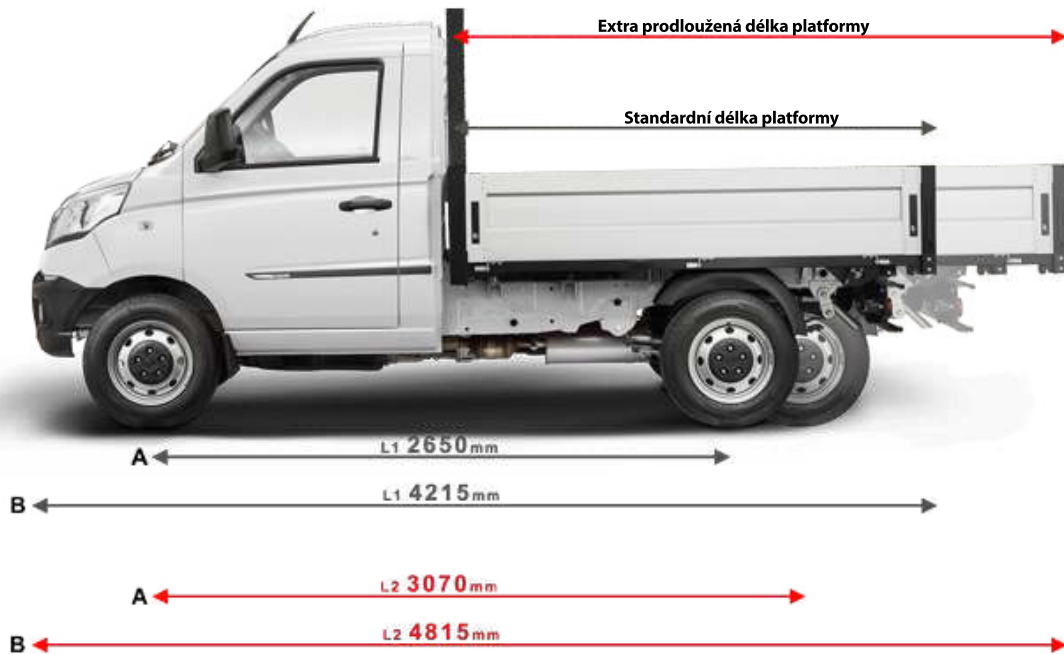 Extra prodloužená délka platformy
Standardní délka platformy
L1 2650mm
A
L1 4215mm
B
L2 3070mm
A
L2 4815mm
B